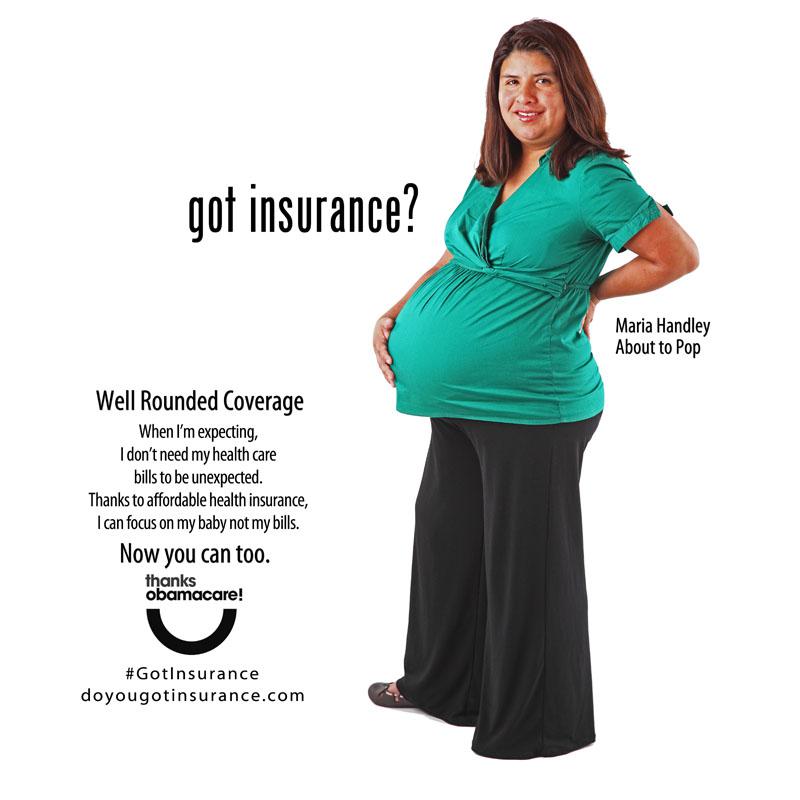 got insurance?
Maria Handley
About to Pop
Well Rounded Coverage
When I'm expecting,
I don't need my health care
bills to be unexpected.
Thanks to affordable health insurance,
I can focus on my baby not my bills.
Now you can too.
thanks
obamacare!
#GotInsurance
doyougotinsurance.com